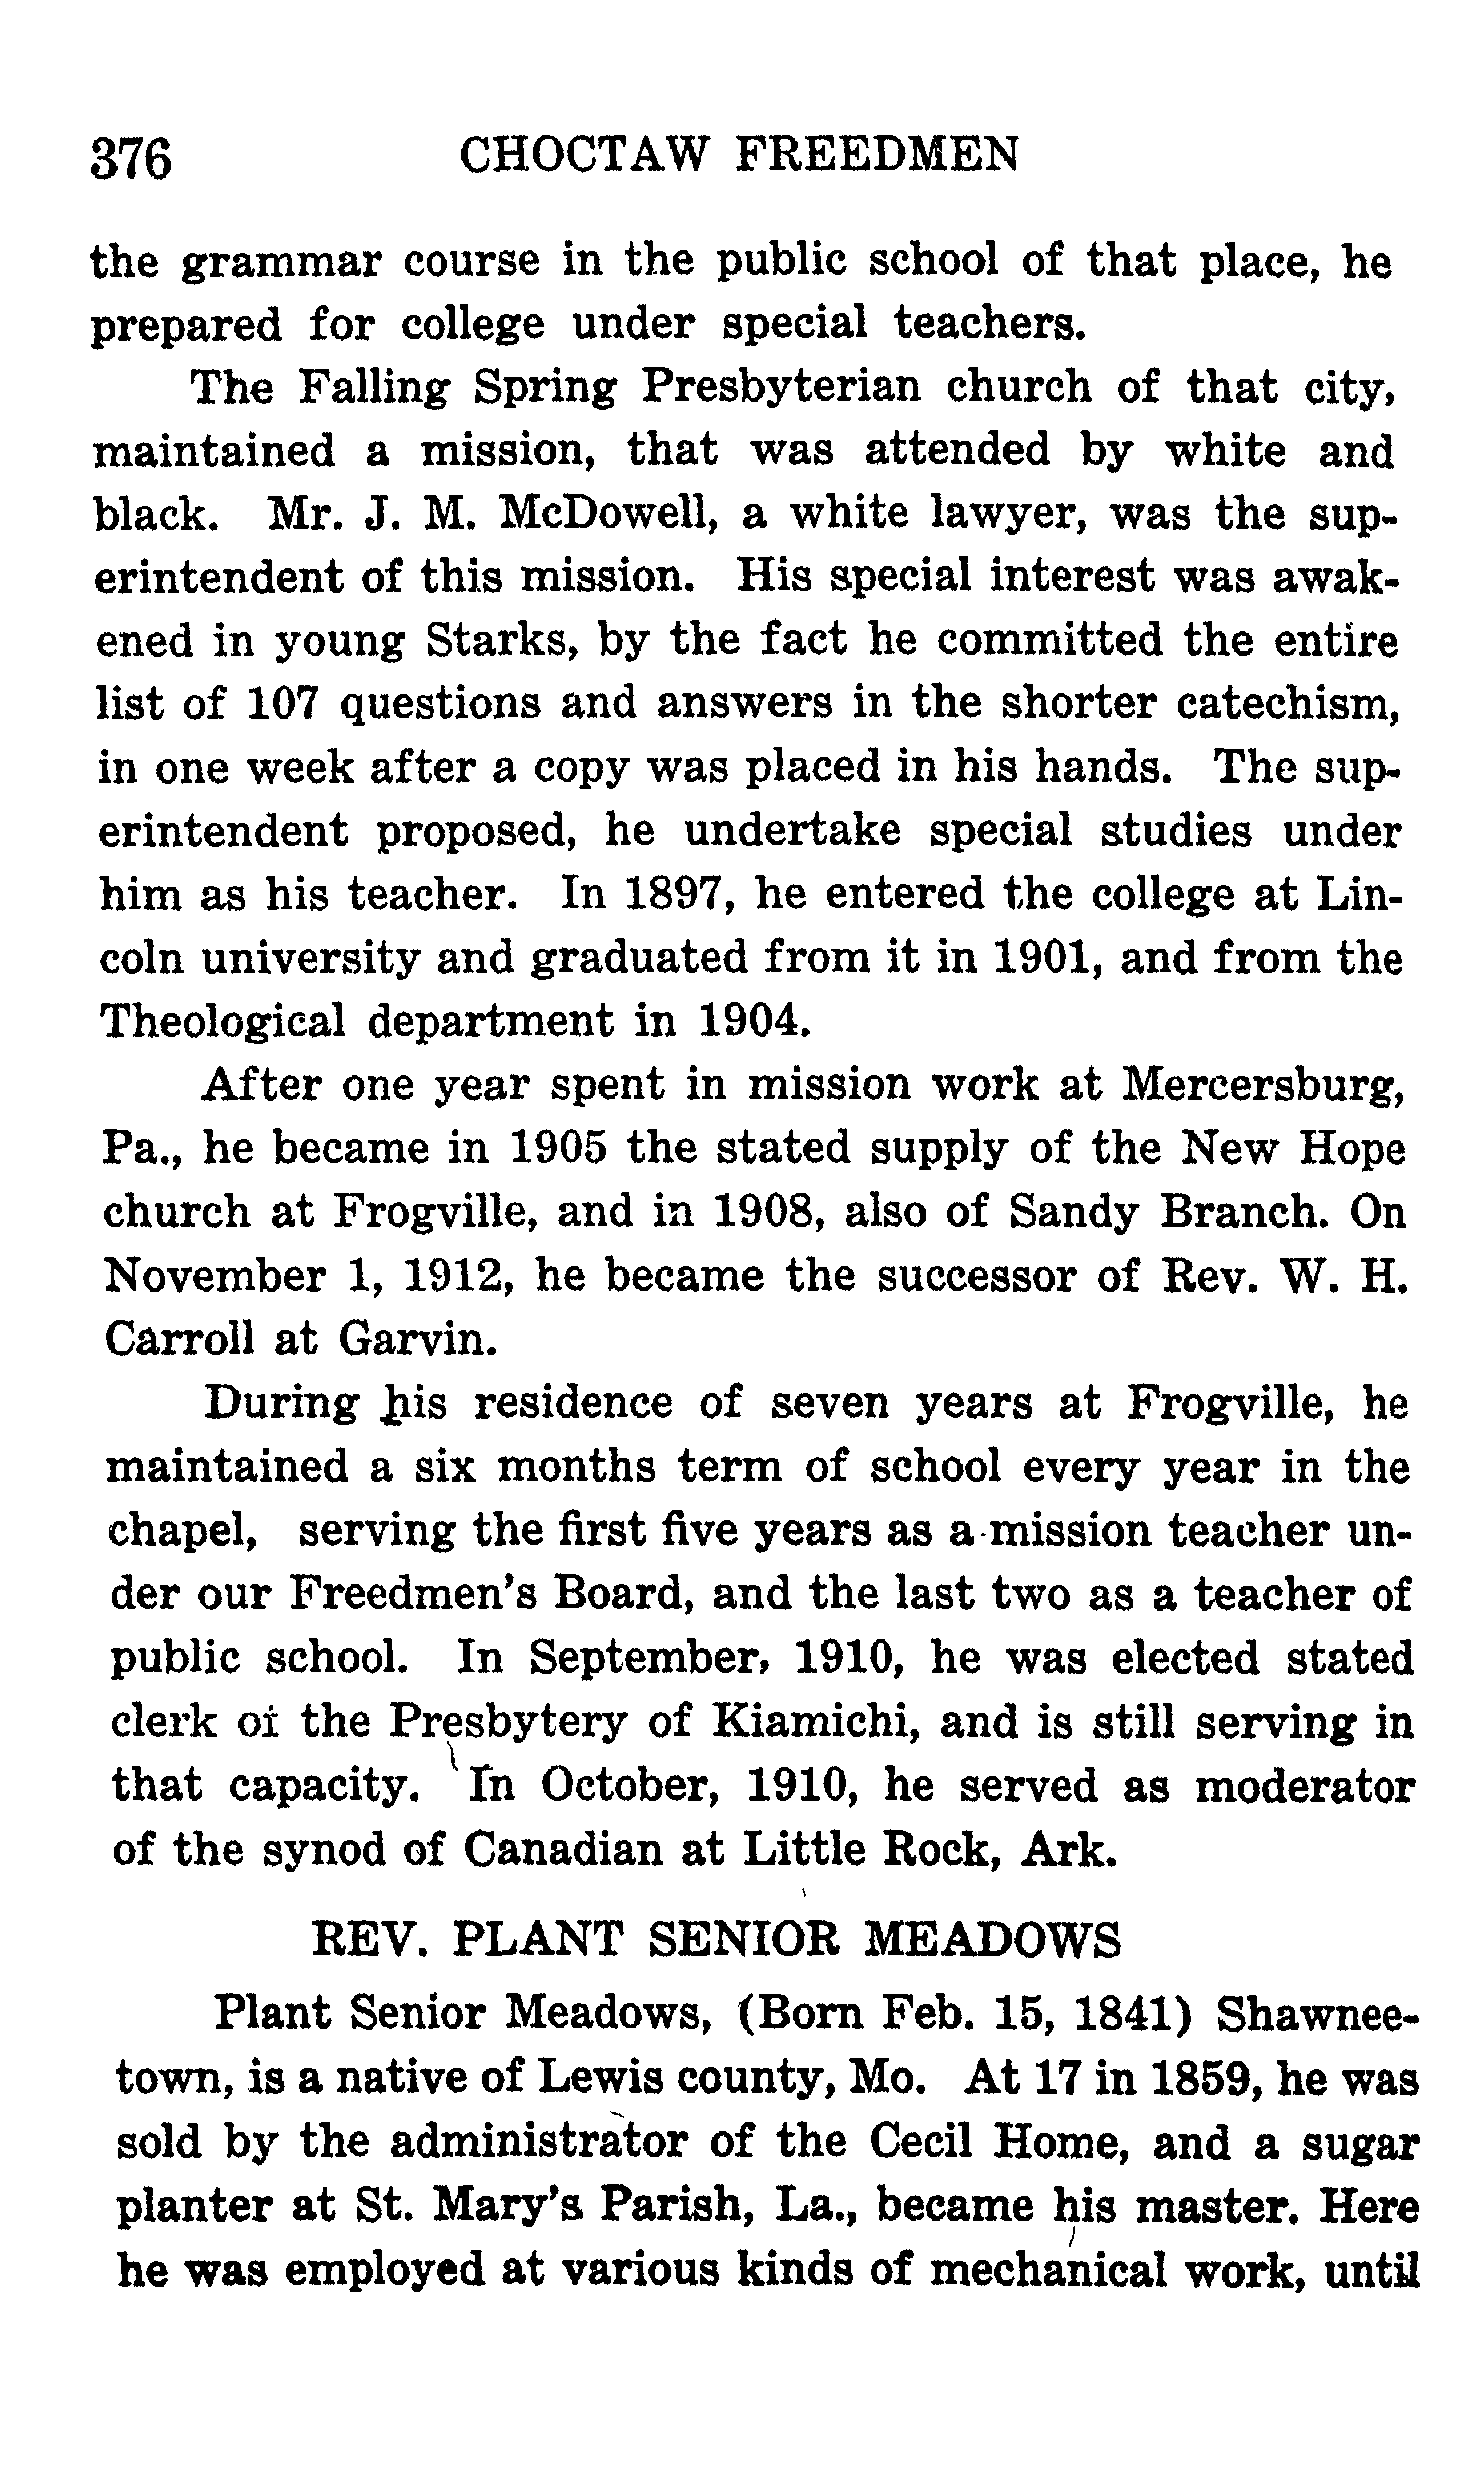 376 CHOCTAW FREEDMEN
the grammar course in the public school of that place, he
prepared for college under special teachers.
The Falling Spring Presbyterian church of that city,
maintained a mission, that was attended by white and
black. Mr. J. M. McDowell, a white lawyer, was the sup-
erintendent of this mission. His special interest was awak-
ened in young Starks, by the fact he committed the entire
list of 107 questions and answers in the shorter catechism,
in one week after a copy was placed in his hands. The sup-
erintendent proposed, he undertake special studies under
him as his teacher. In 1897, he entered the college at Lin-
coln university and graduated from it in 1901, and from the
Theological department in 1904.
After one year spent in mission work at Mercersburg,
Pa., he became in 1905 the stated supply of the New Hope
church at Frogville, and in 1908, also of Sandy Branch. On
November 1, 1912, he became the successor of Rev. W. H.
Carroll at Garvin.
During his residence of seven years at Frogville, he
maintained a six months term of school every year in the
chapel, serving the first five years as a mission teacher un-
der our Freedmen's Board, and the last two as a teacher of
public school. In September, 1910, he was elected stated
clerk of the Presbytery of Kiamichi, and is still serving in
that capacity. In October, 1910, he served as moderator
of the synod of Canadian at Little Rock, Ark.
REV. PLANT SENIOR MEADOWS
Plant Senior Meadows, (Born Feb. 15, 1841) Shawnee-
town, is a native of Lewis county, Mo. At 17 in 1859, he was
sold by the administrator of the Cecil Home, and a sugar
planter at St. Mary's Parish, La., became his master. Here
he was employed at various kinds of mechanical work, until